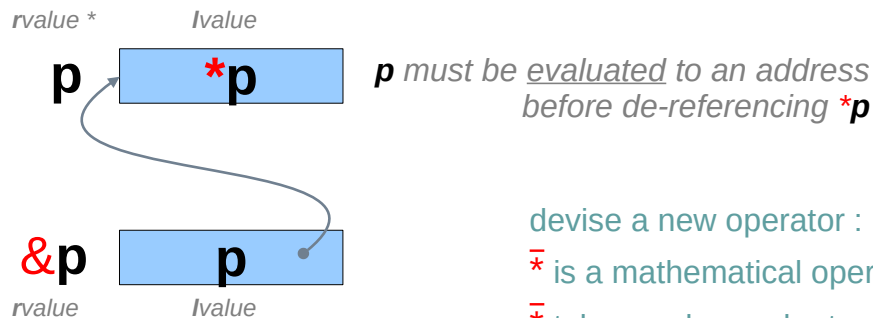 rvalue * lvalue
p *p p must be evaluated to an address
before de-referencing *p
devise a new operator :
&p p * is a mathematical oper
rvalue lvalue